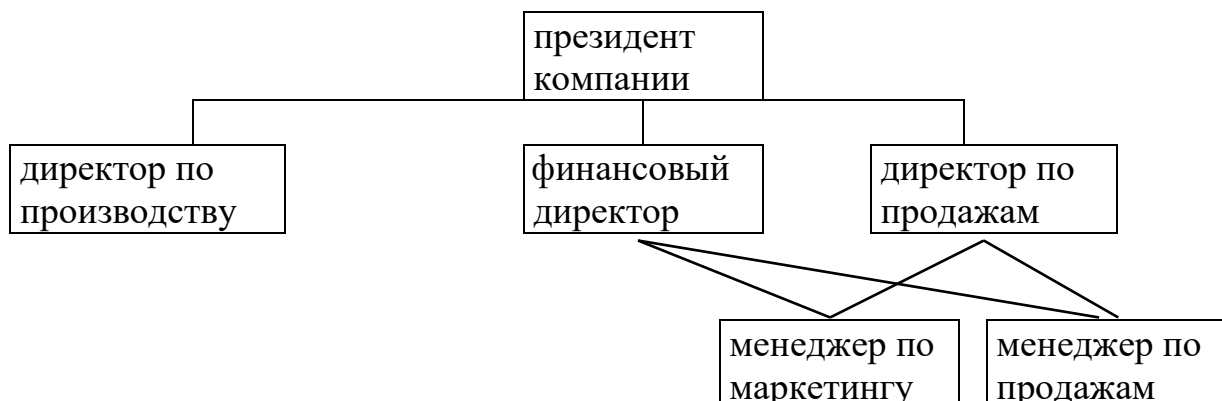 президент
компании
директор по
производству
финансовый
директор
директор по
продажам
менеджер по
маркетингу
менеджер по
продажам